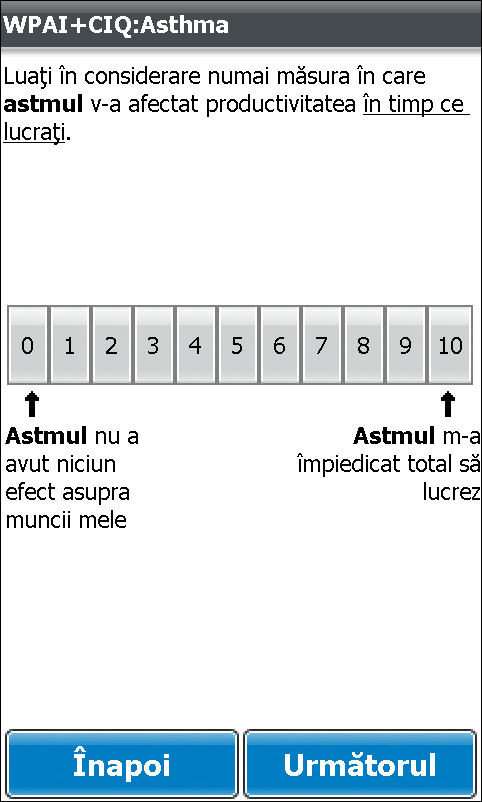 WPAI+CIQ:Asthma
Luaţi în considerare numai măsura în care
astmul v-a afectat productivitatea în timp ce
lucraţi.
0 1 2 3 4 5 6 7 8 9 10
Astmul nu a
avut niciun
efect asupra
muncii mele
Astmul m-a
împiedicat total să
lucrez
Înapoi
Următorul